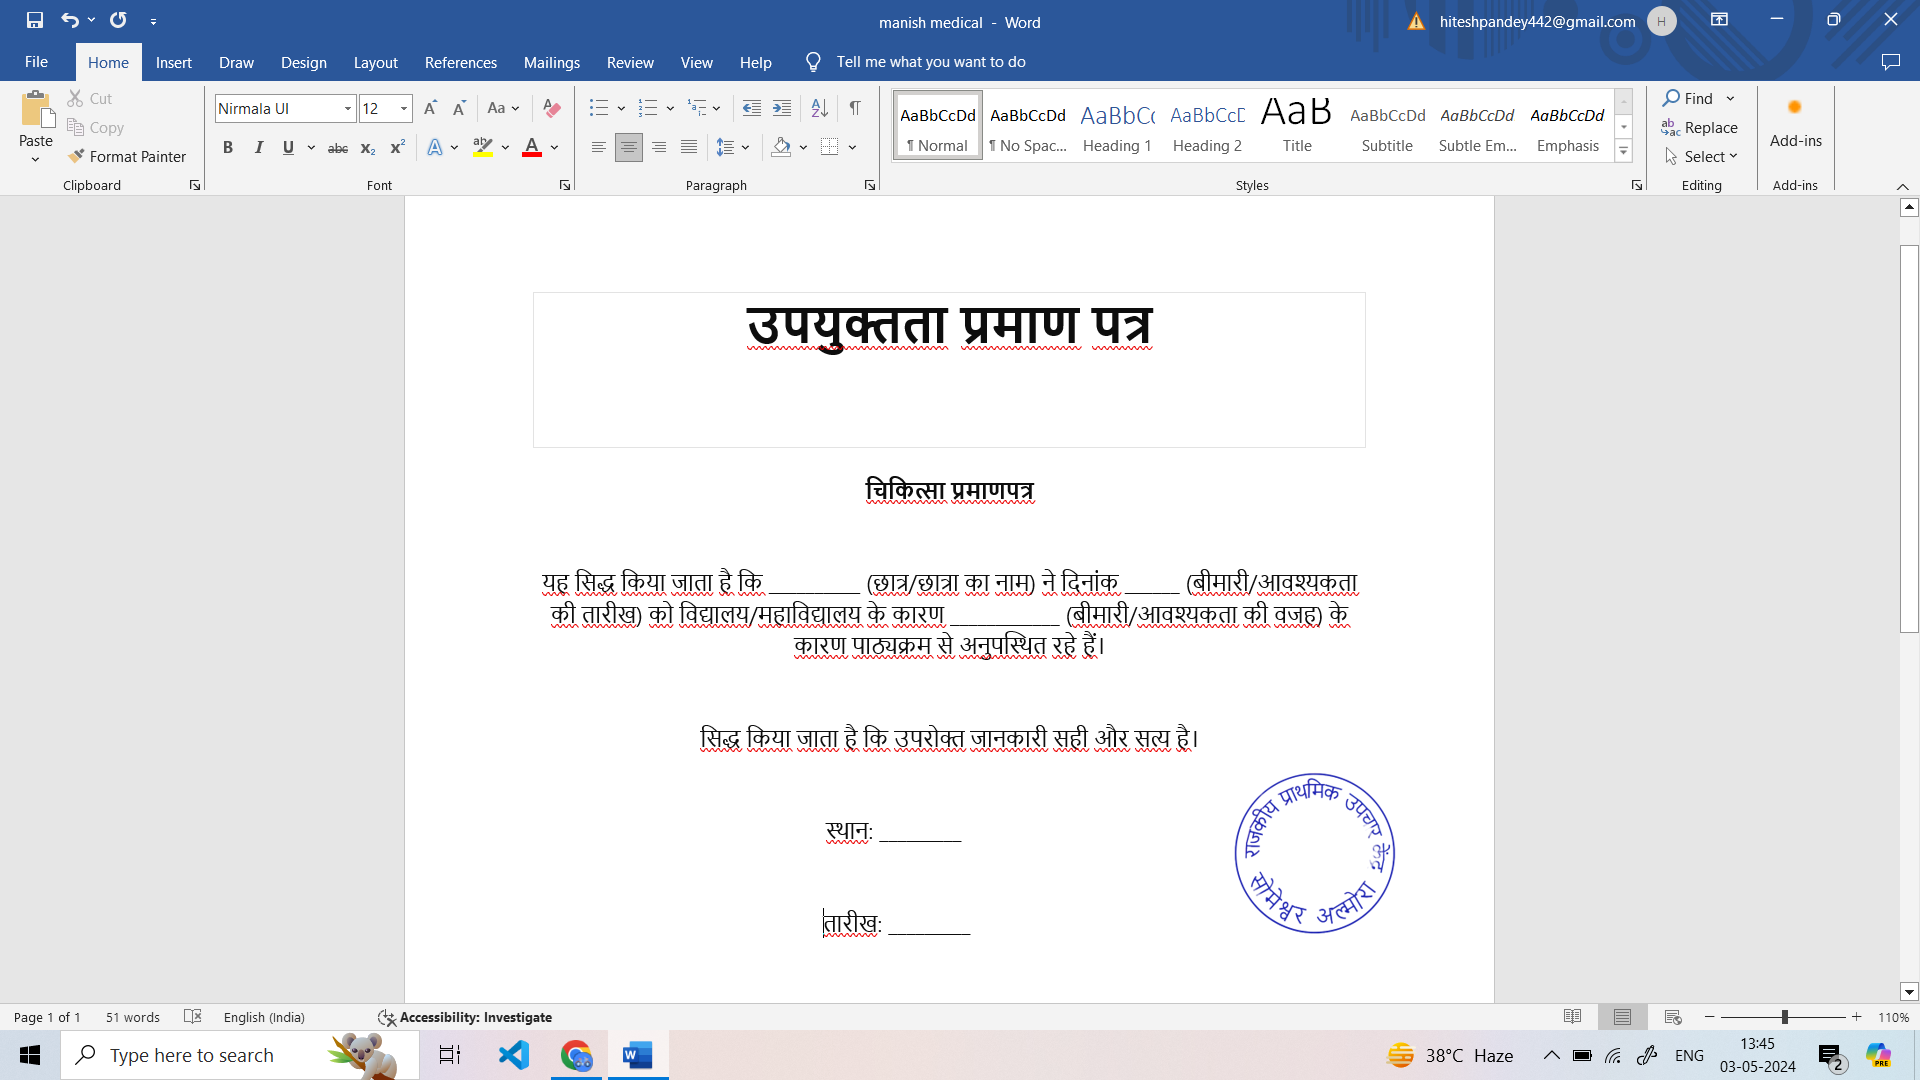 manish medical - Word
hiteshpandey442@gmail.com
H
File
Home
Insert
Draw
Design
Layout
References
Mailings
Review
View
Help
Tell me what you want to do
Paste
Cut
Copy
Format Painter
Clipboard
Nirmala UI
12
Font
Paragraph
AaBbCcDd
¶ Normal
AaBbCcDd
¶ No Spac...
AaBbCc
Heading 1
AaBbCcD
Heading 2
AaB
Title
AaBbCcDd
Subtitle
AaBbCcDd
Subtle Em...
AaBbCcDd
Emphasis
Styles
Find
Replace
Select
Editing
Add-ins
Add-ins
उपयुक्तता प्रमाण पत्र
चिकित्सा प्रमाणपत्र
यह सिद्ध किया जाता है कि __________ (छात्र/छात्रा का नाम) ने दिनांक ______ (बीमारी/आवश्यकता
की तारीख) को विद्यालय/महाविद्यालय के कारण ____________ (बीमारी/आवश्यकता की वजह) के
कारण पाठ्यक्रम से अनुपस्थित रहे हैं।
सिद्ध किया जाता है कि उपरोक्त जानकारी सही और सत्य है।
राजकीय प्राथमिक उपचार केंद्र
सोमेश्वर अल्मोरा
स्थान: _________
तारीख: _________
Page 1 of 1
51 words
English (India)
Accessibility: Investigate
110%
Type here to search
38°C Haze
ENG
13:45
03-05-2024
2
PRE